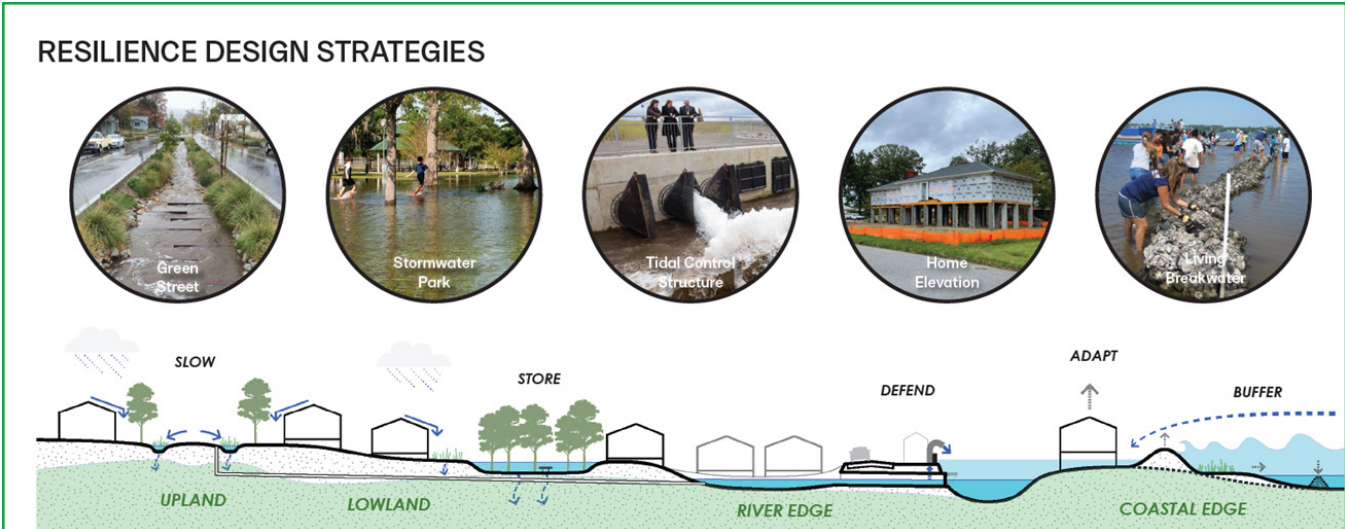 RESILIENCE DESIGN STRATEGIES
Green
Street
Stormwater
Park
Tidal Control
Structure
Home
Elevation
Living
Breakwater
SLOW
STORE
DEFEND
ADAPT
BUFFER
UPLAND
LOWLAND
RIVER EDGE
COASTAL EDGE